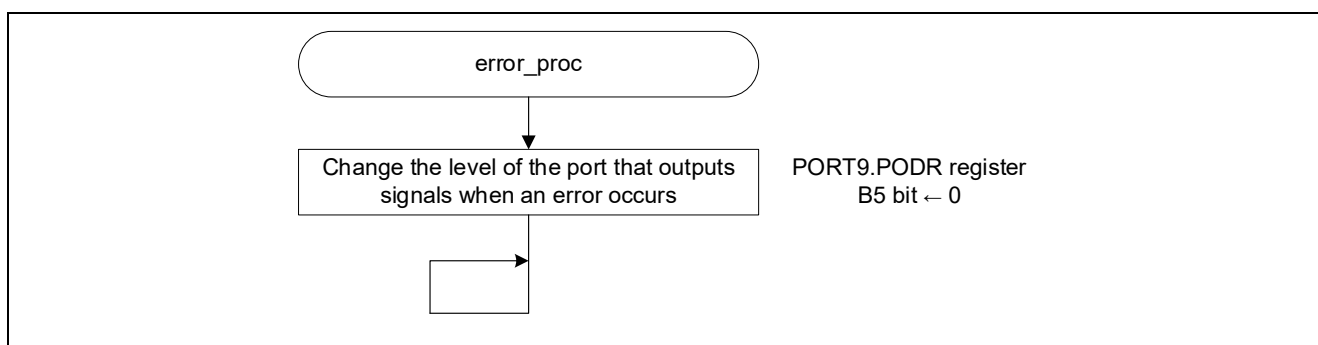 error_proc
Change the level of the port that outputs
signals when an error occurs
PORT9.PODR register
B5 bit ← 0